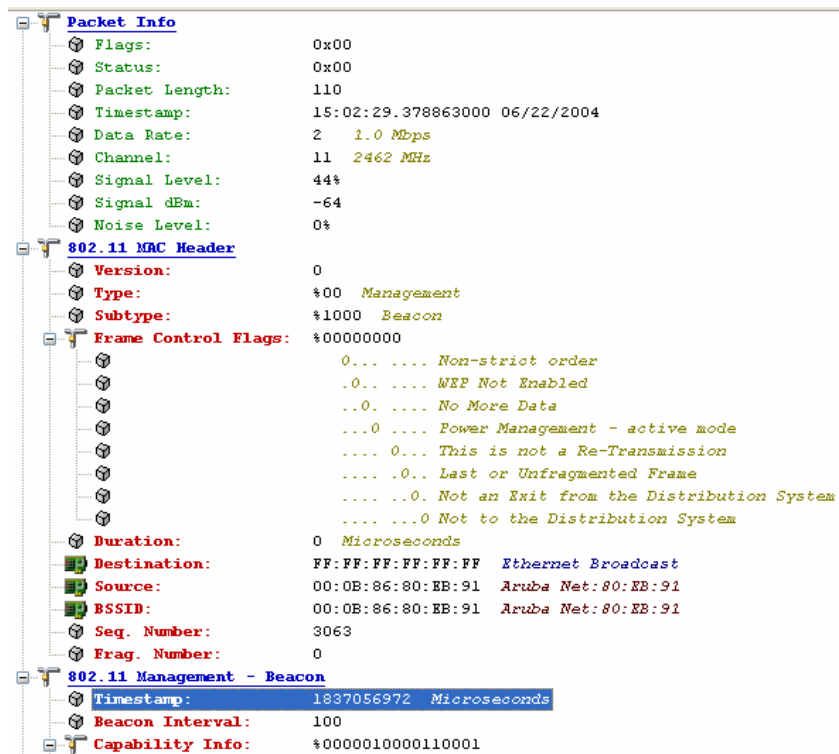 Packet Info
Flags: 0x00
Status: 0x00
Packet Length: 110
Timestamp: 15:02:29.378863000 06/22/2004
Data Rate: 2 1.0 Mbps
Channel: 11 2462 MHz
Signal Level: 44%
Signal dBm: -64
Noise Level: 0%
802.11 MAC Header
Version: 0
Type: %00 Management
Subtype: %1000 Beacon
Frame Control Flags: %00000000
0... .... Non-strict order
.0.. .... WEP Not Enabled
..0. .... No More Data
...0 .... Power Management - active mode
.... 0... This is not a Re-Transmission
.... .0.. Last or Unfragmented Frame
.... ..0. Not an Exit from the Distribution System
.... ...0 Not to the Distribution System
Duration: 0 Microseconds
Destination: FF:FF:FF:FF:FF:FF Ethernet Broadcast
Source: 00:0B:86:80:EB:91 Aruba Net:80:EB:91
BSSID: 00:0B:86:80:EB:91 Aruba Net:80:EB:91
Seq. Number: 3063
Frag. Number: 0
802.11 Management - Beacon
Timestamp: 1837056972 Microseconds
Beacon Interval: 100
Capability Info: %0000010000110001